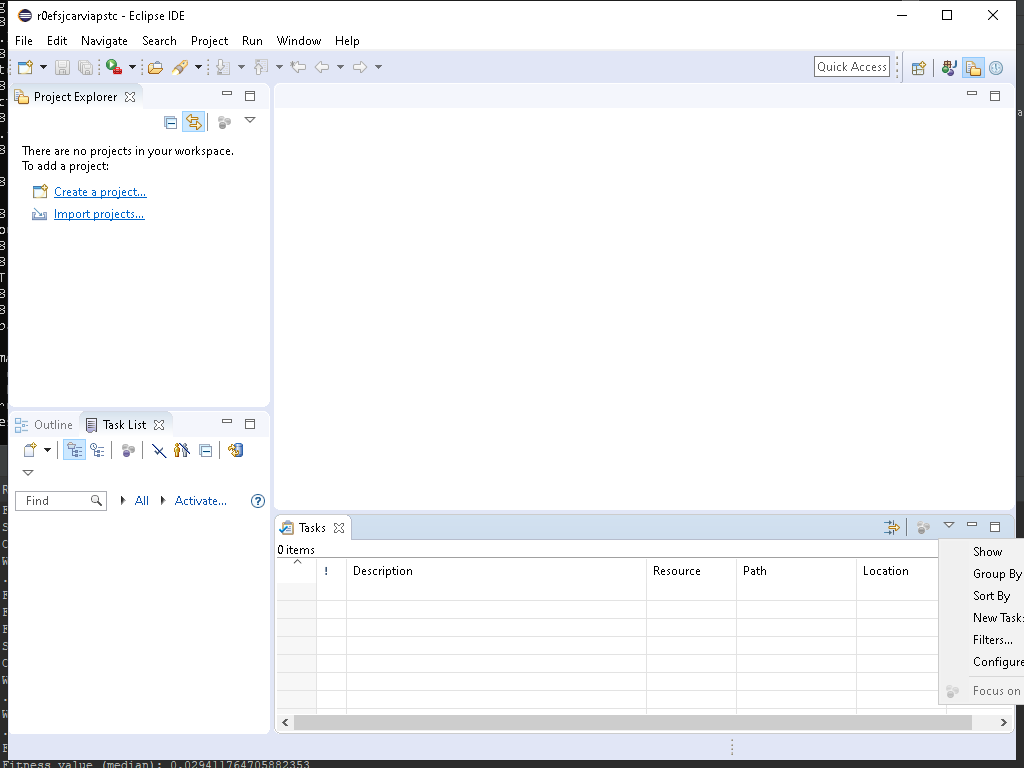 r0efsjcarviapstc - Eclipse IDE
File Edit Navigate Search Project Run Window Help
Quick Access
Project Explorer
There are no projects in your workspace.
To add a project:
Create a project...
Import projects...
Outline Task List
Find All Activate...
Tasks
0 items
! Description Resource Path Location
Show
Group By
Sort By
New Task
Filters...
Configure
Focus on
Fitness value (median): 0.029411764705882353